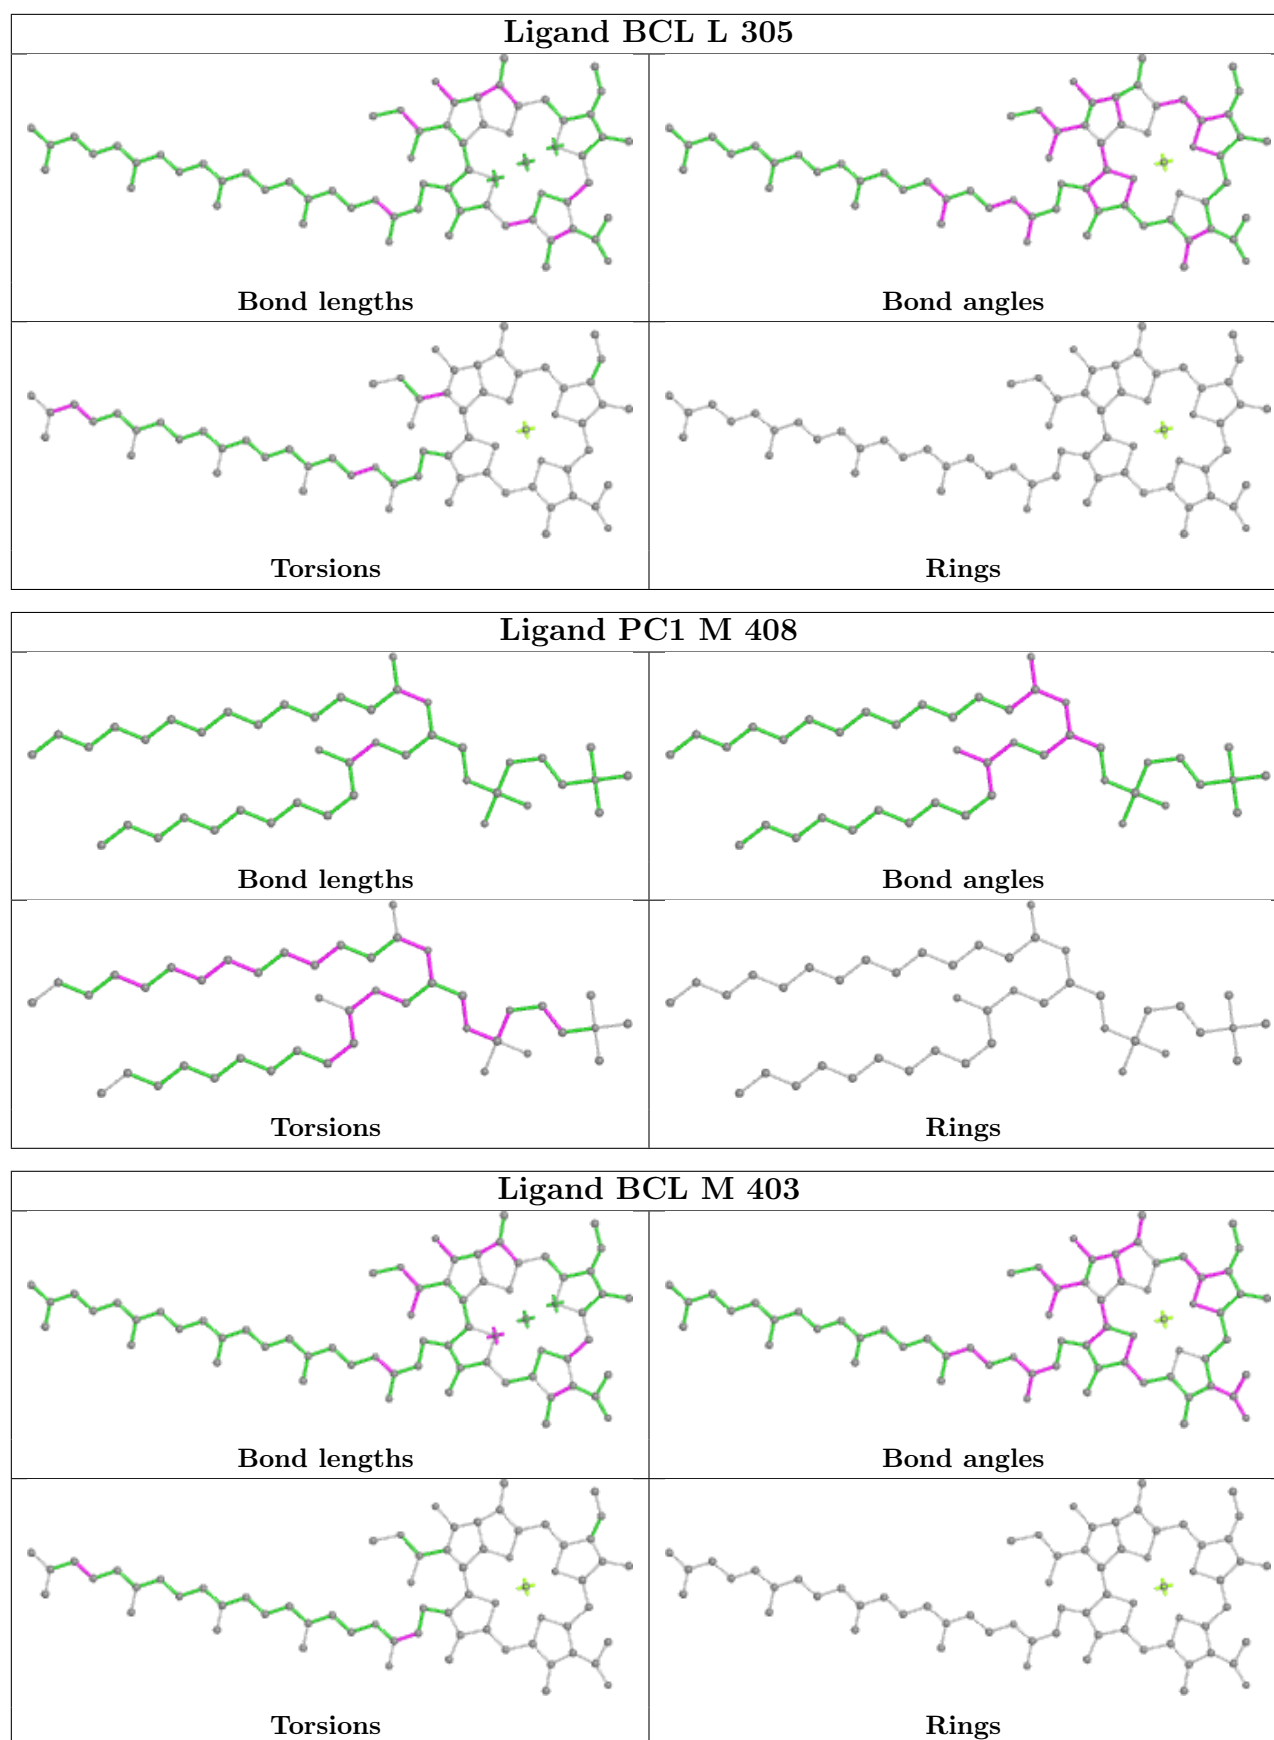 Ligand BCL L 305
Bond lengths
Bond angles
Torsions
Rings
Ligand PC1 M 408
Bond lengths
Bond angles
Torsions
Rings
Ligand BCL M 403
Bond lengths
Bond angles
Torsions
Rings